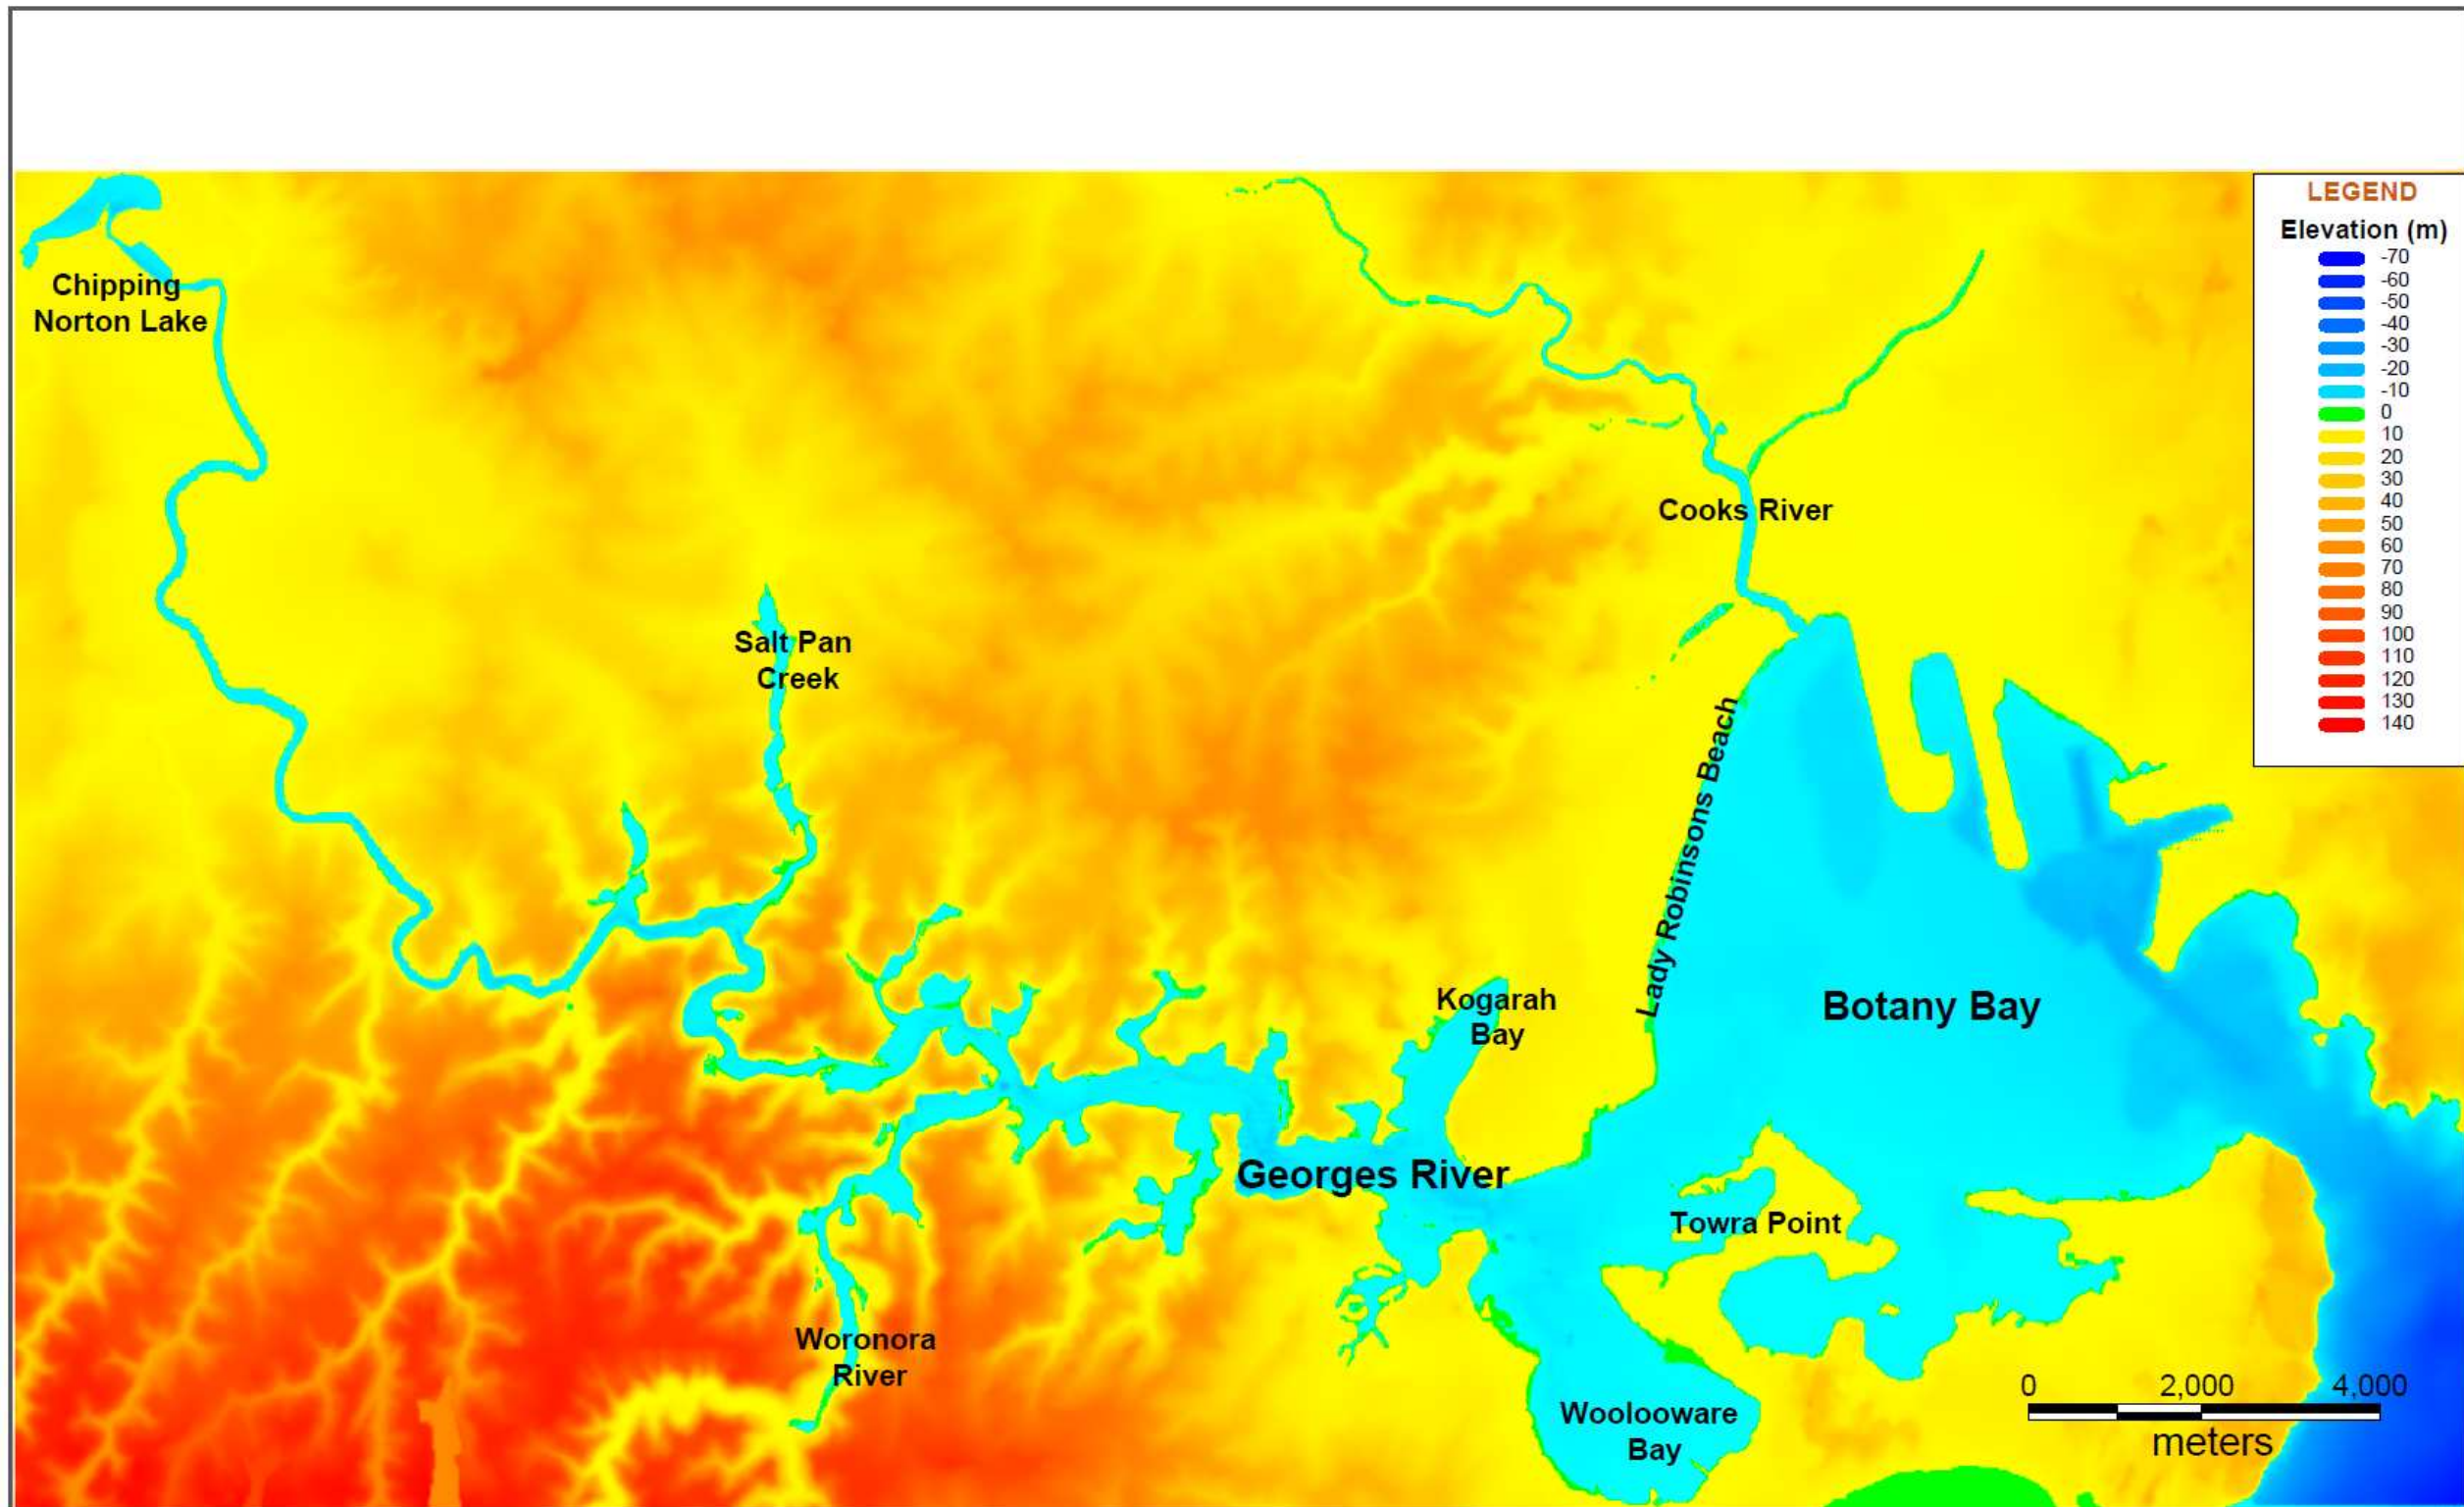 LEGEND
Elevation (m)
-70
-60
-50
-40
-30
-20
-10
0
10
20
30
40
50
60
70
80
90
100
110
120
130
140
Chipping
Norton Lake
Cooks River
Salt Pan
Creek
Lady Robinsons Beach
Kogarah
Bay
Botany Bay
Georges River
Towra Point
Woronora
River
Woolooware
Bay
0 2,000 4,000
meters